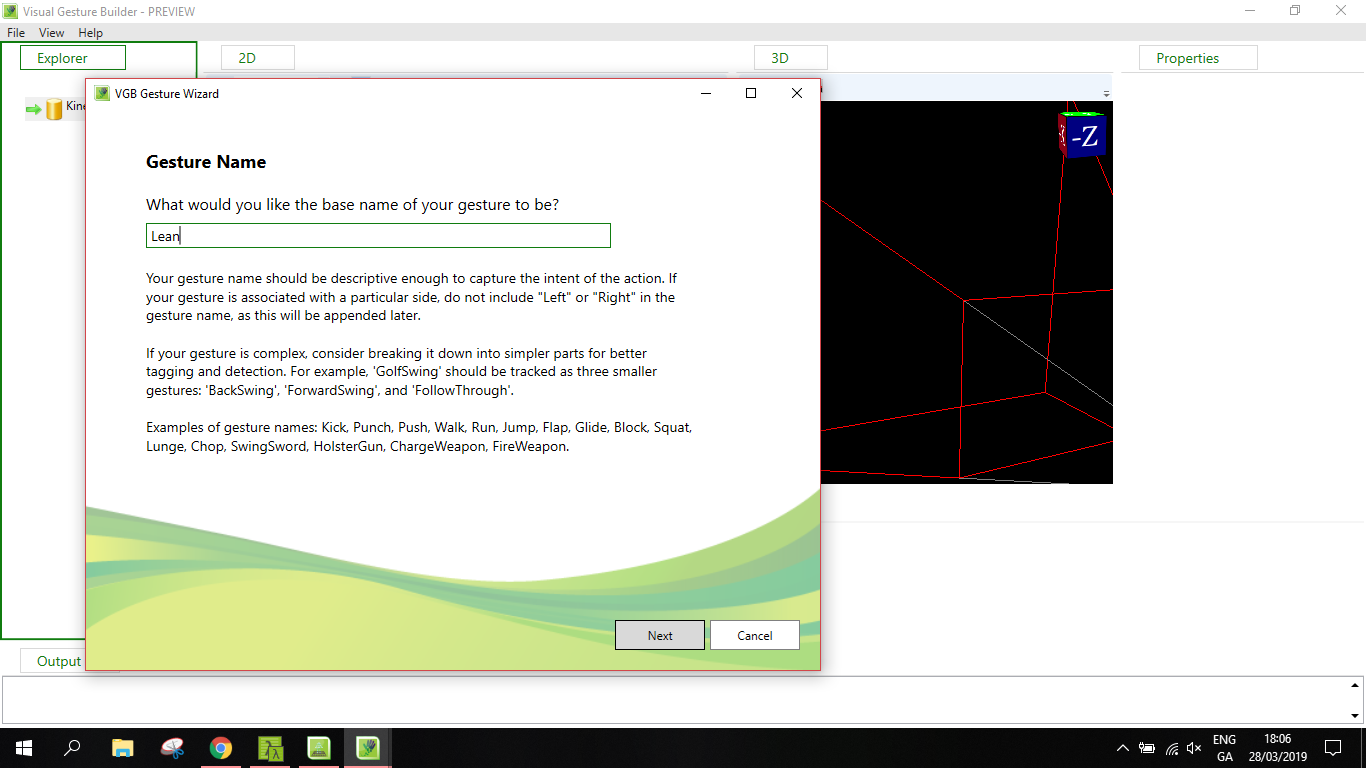 Visual Gesture Builder - PREVIEW
File View Help
Explorer
2D
3D
Properties
VGB Gesture Wizard
-Z
Gesture Name
What would you like the base name of your gesture to be?
Lean
Your gesture name should be descriptive enough to capture the intent of the action. If
your gesture is associated with a particular side, do not include "Left" or "Right" in the
gesture name, as this will be appended later.
If your gesture is complex, consider breaking it down into simpler parts for better
tagging and detection. For example, 'GolfSwing' should be tracked as three smaller
gestures: 'BackSwing', 'ForwardSwing', and 'FollowThrough'.
Examples of gesture names: Kick, Punch, Push, Walk, Run, Jump, Flap, Glide, Block, Squat,
Lunge, Chop, SwingSword, HolsterGun, ChargeWeapon, FireWeapon.
Next Cancel
Output
ENG
GA
18:06
28/03/2019